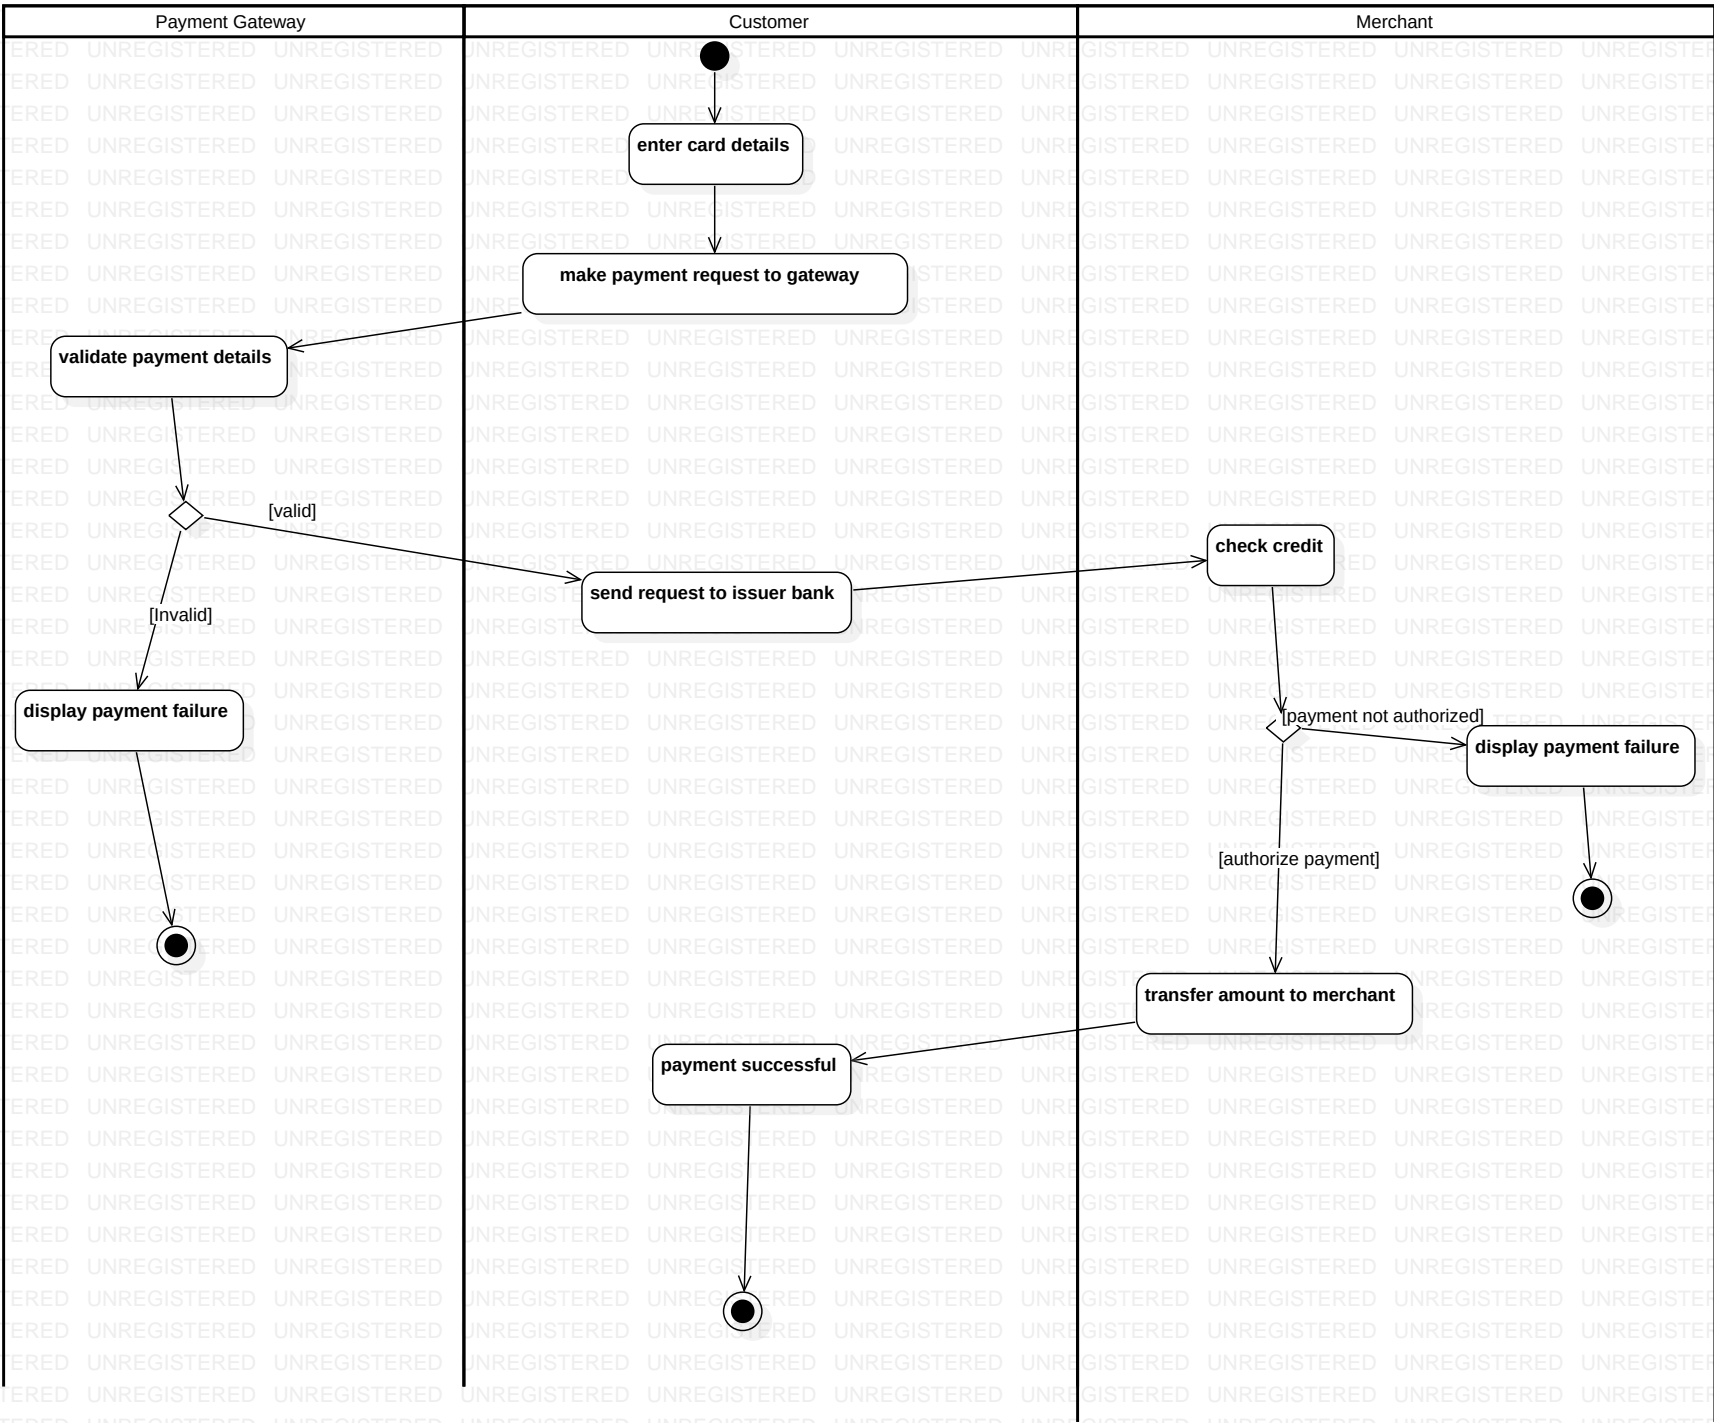 Payment Gateway
Customer
Merchant
enter card details
make payment request to gateway
validate payment details
[valid]
check credit
send request to issuer bank
[Invalid]
display payment failure
[payment not authorized]
display payment failure
[authorize payment]
transfer amount to merchant
payment successful
UNREGISTERED